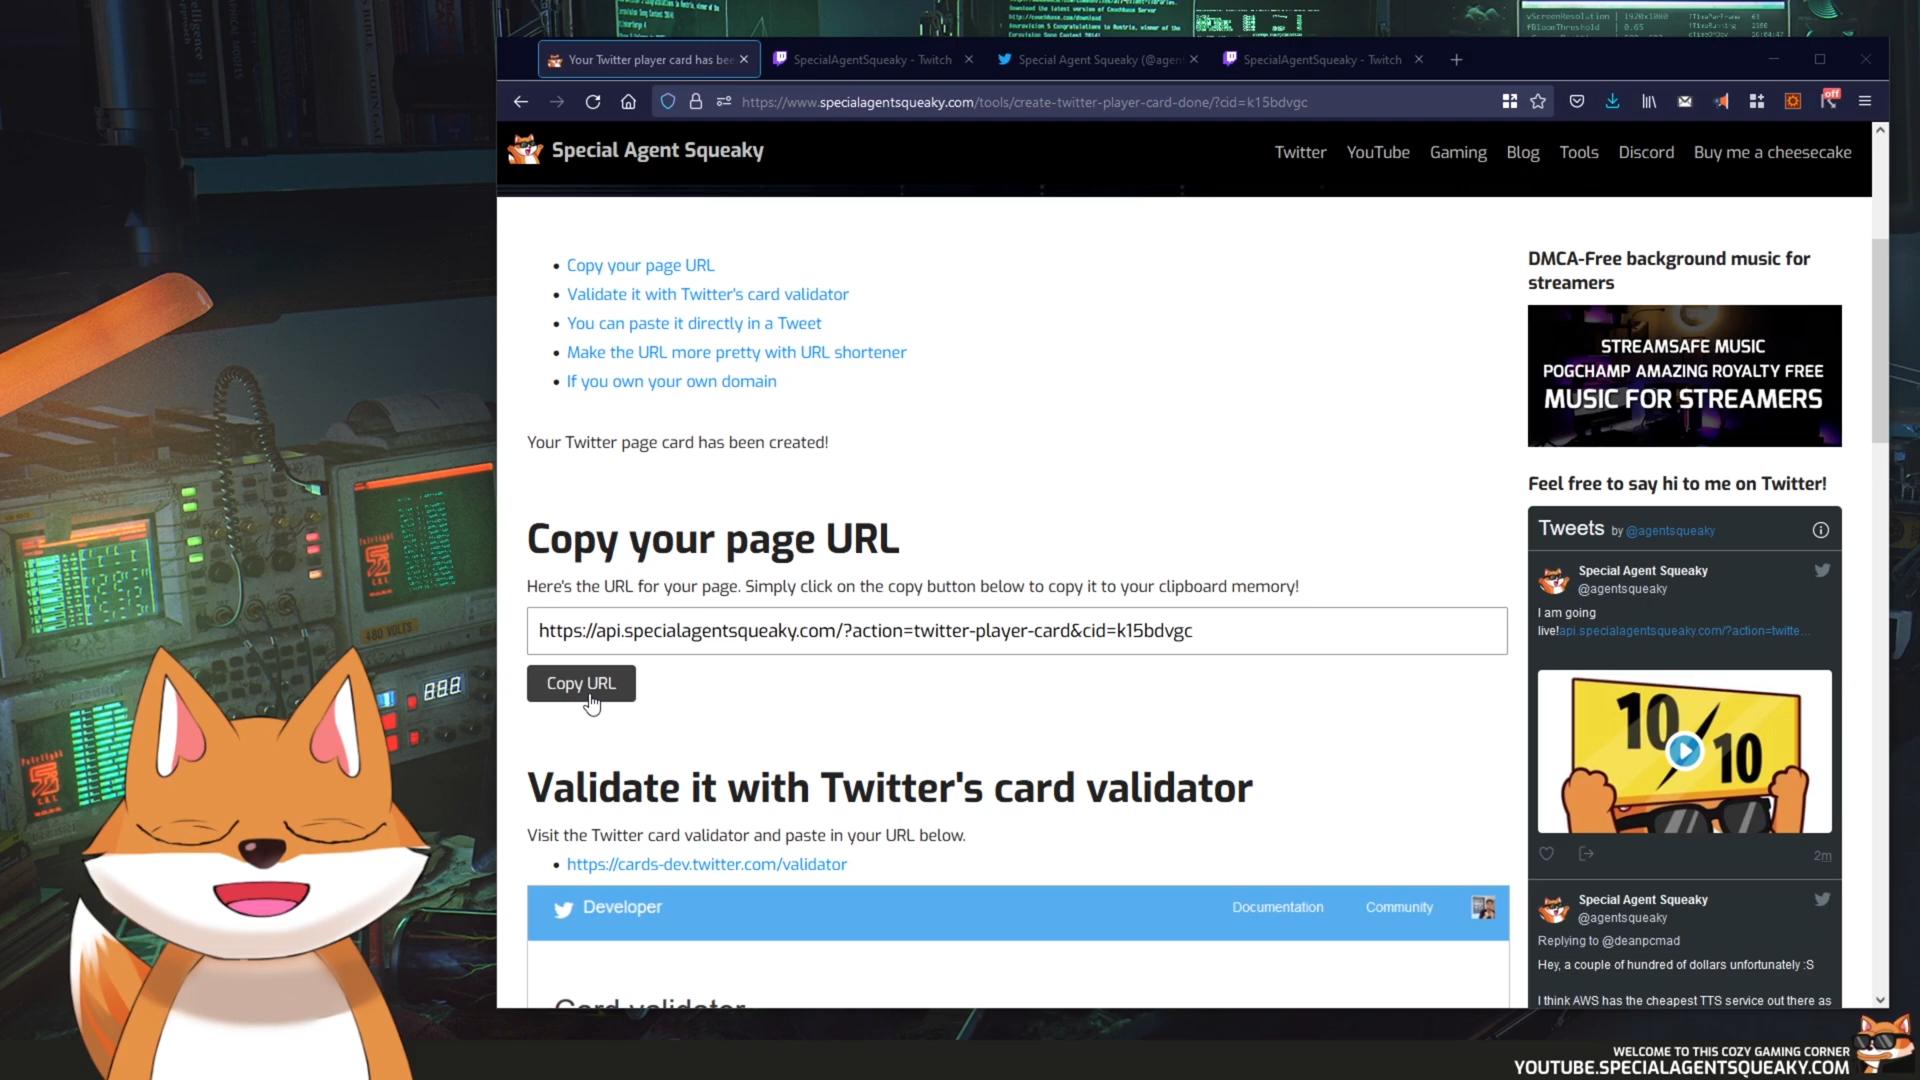 Your Twitter player card has bee
SpecialAgentSqueaky - Twitch
Special Agent Squeaky (@agen
SpecialAgentSqueaky - Twitch
https://www.specialagentsqueaky.com/tools/create-twitter-player-card-done/?cid=k15bdvgc
off
Special Agent Squeaky
Twitter YouTube Gaming Blog Tools Discord Buy me a cheesecake
Copy your page URL
Validate it with Twitter's card validator
You can paste it directly in a Tweet
Make the URL more pretty with URL shortener
If you own your own domain
Your Twitter page card has been created!
Copy your page URL
Here's the URL for your page. Simply click on the copy button below to copy it to your clipboard memory!
https://api.specialagentsqueaky.com/?action=twitter-player-card&cid=k15bdvgc
Copy URL
Validate it with Twitter's card validator
Visit the Twitter card validator and paste in your URL below.
https://cards-dev.twitter.com/validator
Developer
Documentation Community
Card validator
DMCA-Free background music for
streamers
STREAMSAFE MUSIC
POGCHAMP AMAZING ROYALTY FREE
MUSIC FOR STREAMERS
Feel free to say hi to me on Twitter!
Tweets by @agentsqueaky
Special Agent Squeaky
@agentsqueaky
I am going
live!api.specialagentsqueaky.com/?action=twitte...
10/10
2m
Special Agent Squeaky
@agentsqueaky
Replying to @deanpcmad
Hey, a couple of hundred of dollars unfortunately :S
I think AWS has the cheapest TTS service out there as
480 VOLTS
WELCOME TO THIS COZY GAMING CORNER
YOUTUBE.SPECIALAGENTSQUEAKY.COM